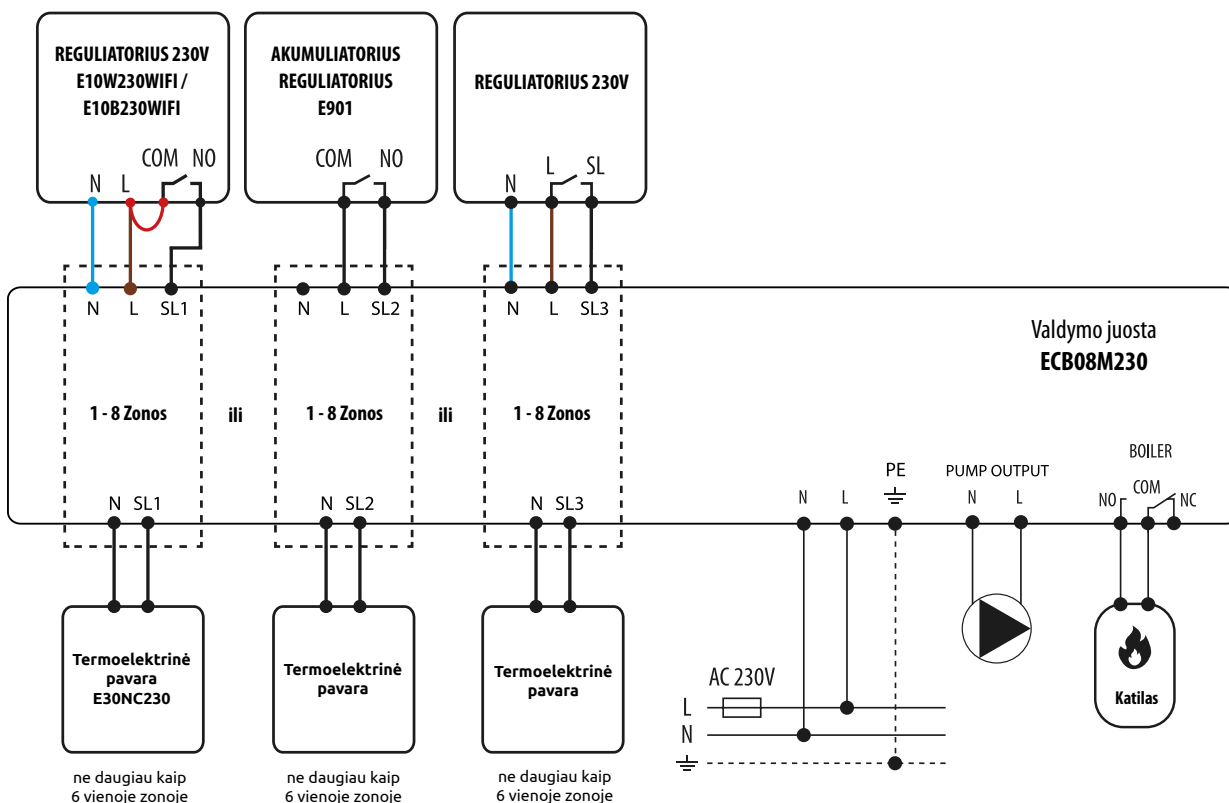 REGULIATORIUS 230V
E10W230WIFI /
E10B230WIFI
COM NO
N L
AKUMULIATORIUS
REGULIATORIUS
E901
COM NO
REGULIATORIUS 230V
L SL
N
N L SL1
N L SL2
N L SL3
Valdymo juosta
ECB08M230
1 - 8 Zonos
ili
1 - 8 Zonos
ili
1 - 8 Zonos
N SL1
N SL2
N SL3
N L
PE
PUMP OUTPUT
N L
BOILER
COM
NO NC
Termoelektrinė
pavara
E30NC230
Termoelektrinė
pavara
Termoelektrinė
pavara
AC 230V
L
N
Katilas
ne daugiau kaip
6 vienoje zonoje
ne daugiau kaip
6 vienoje zonoje
ne daugiau kaip
6 vienoje zonoje